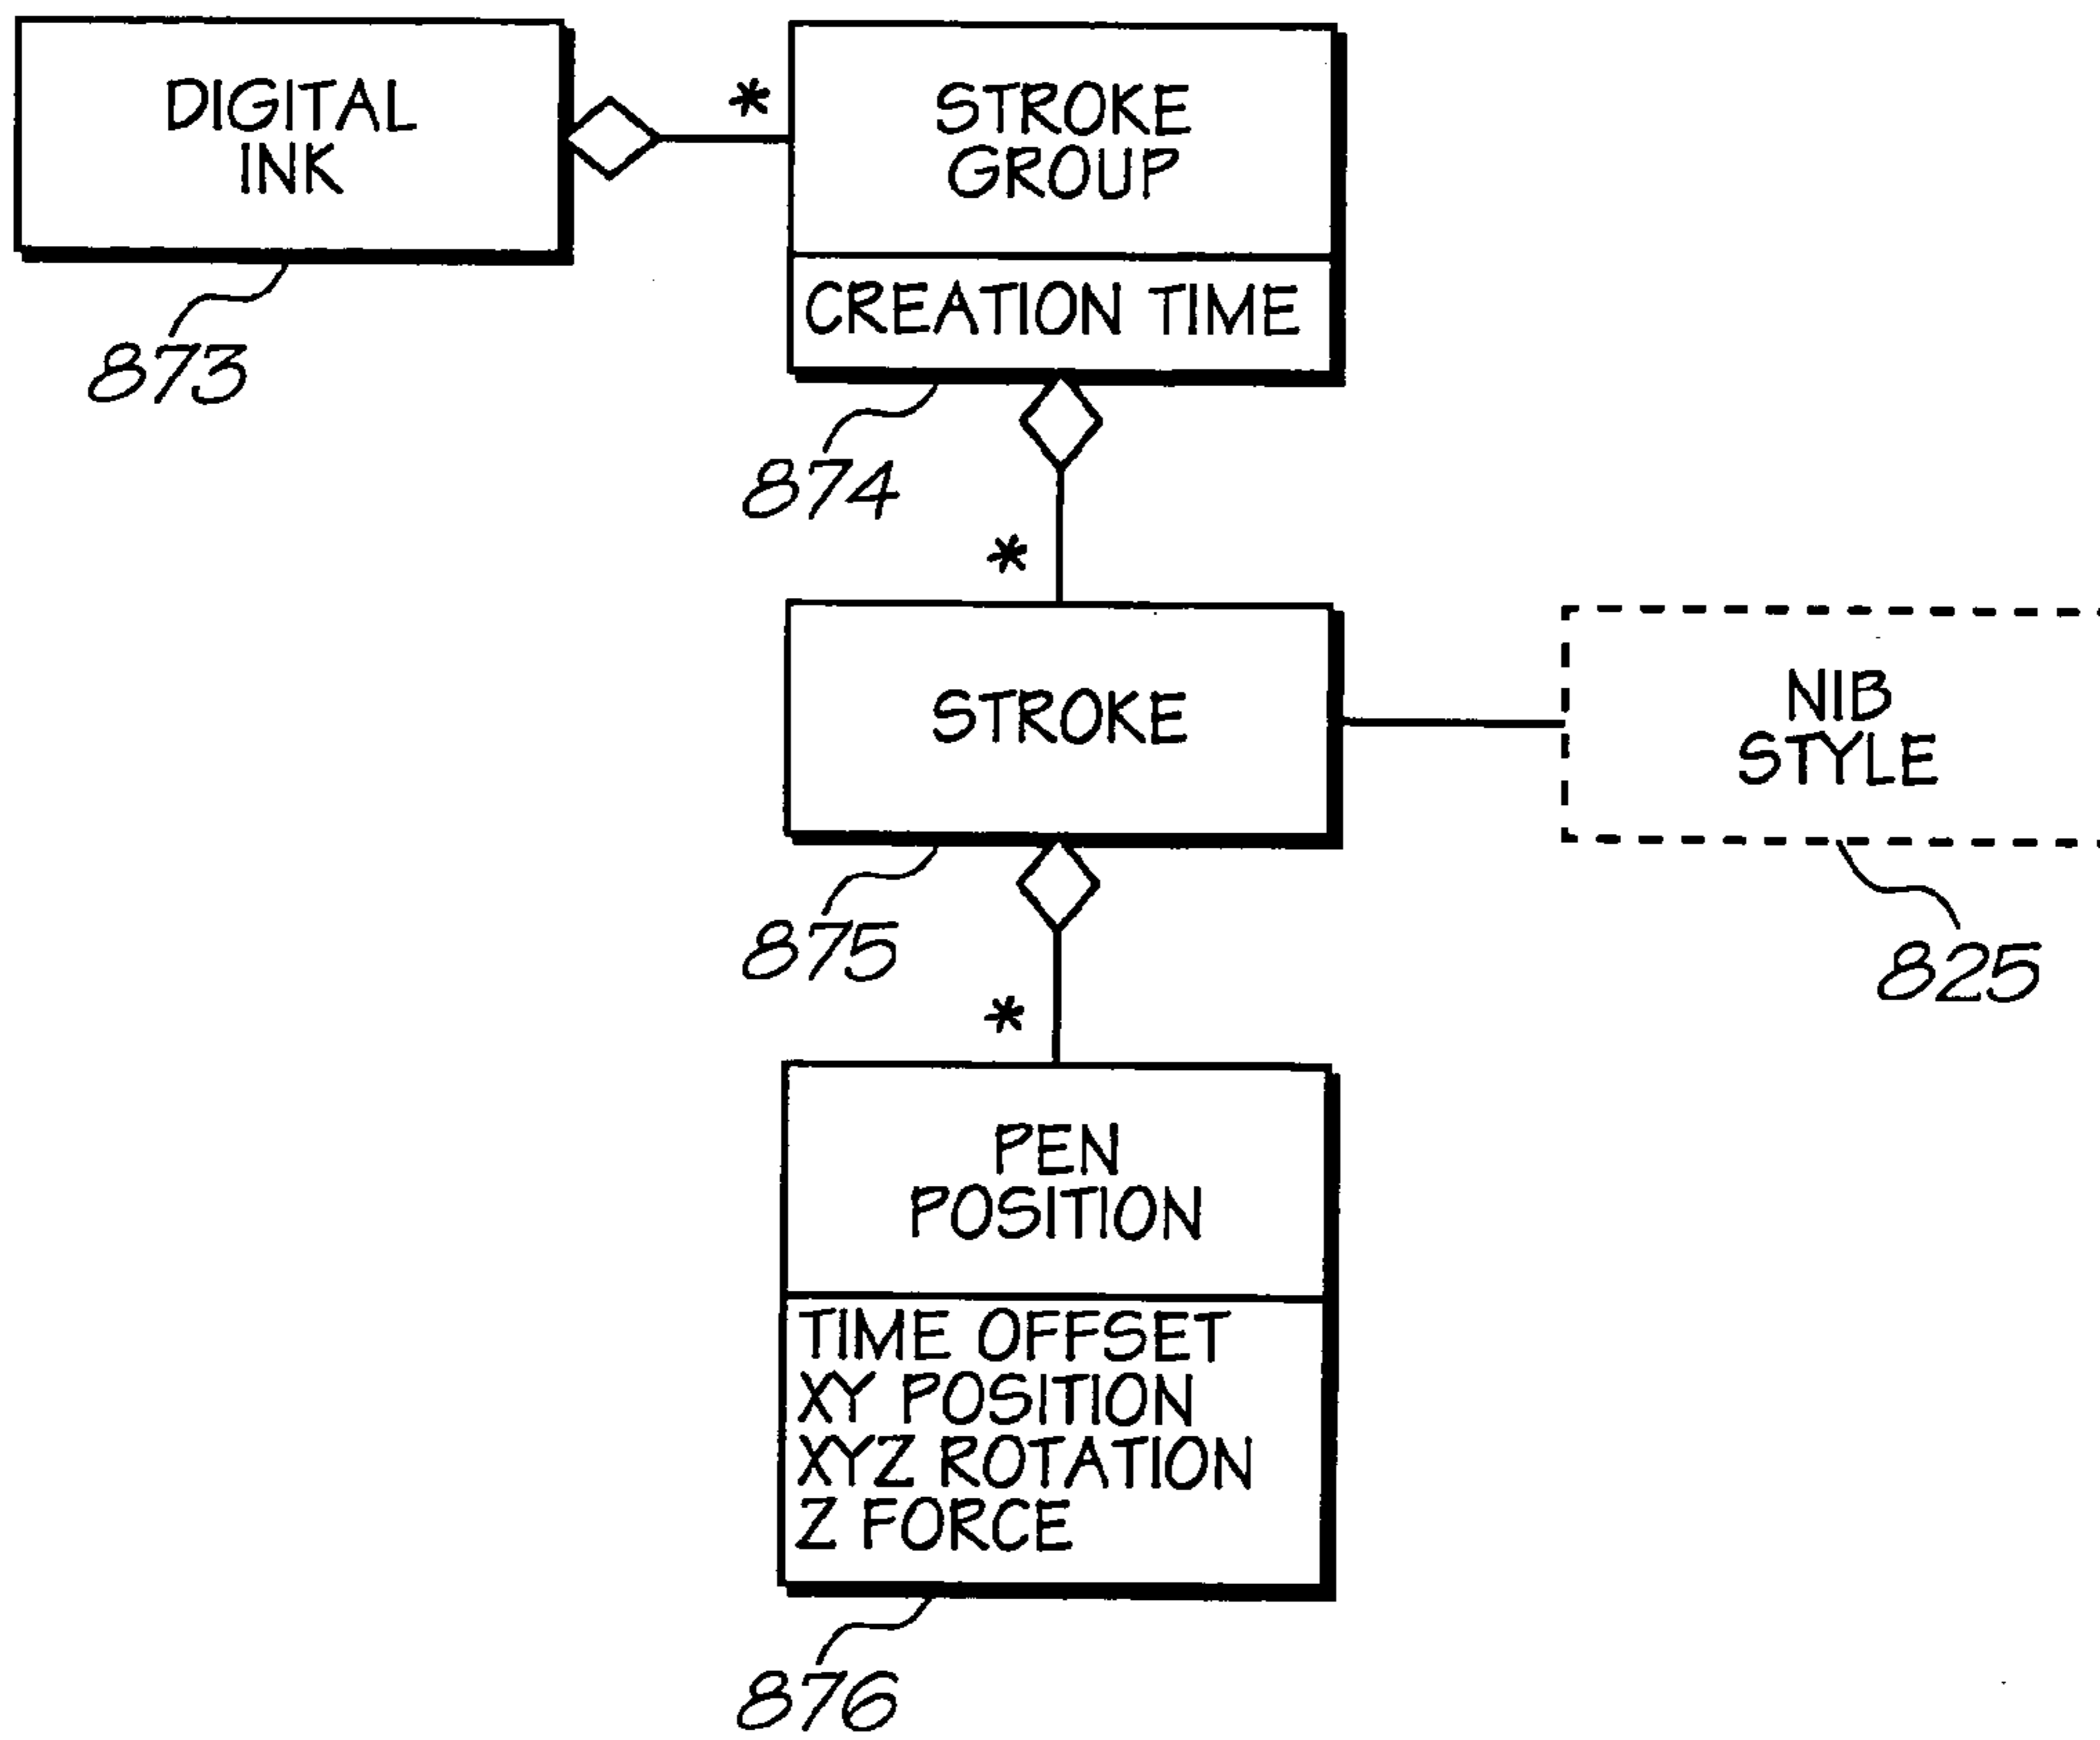 DIGITAL
INK
873
*
STROKE
GROUP
CREATION TIME
874
*
STROKE
875
NIB
STYLE
825
*
PEN
POSITION
TIME OFFSET
XY POSITION
XYZ ROTATION
Z FORCE
876